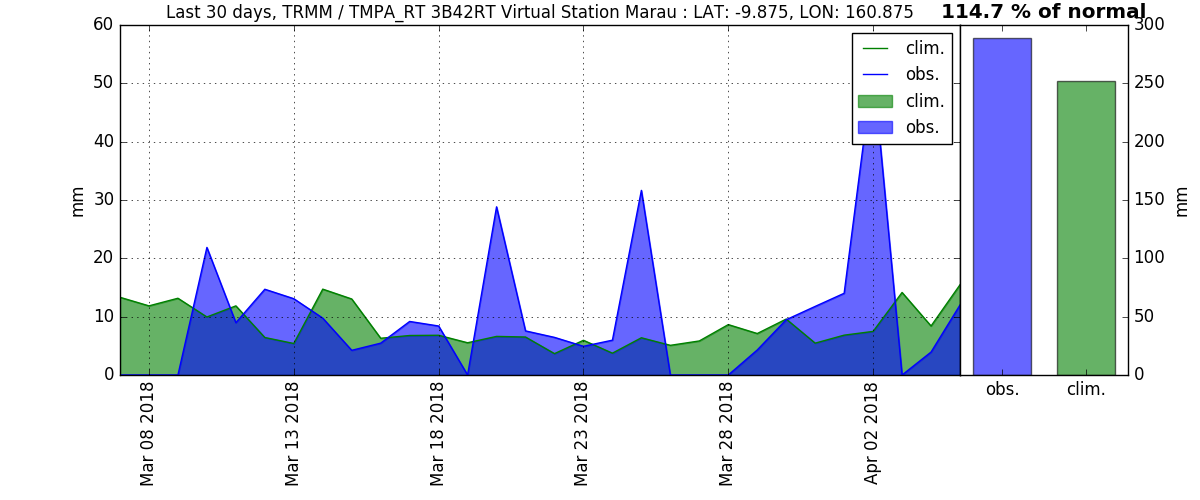 Last 30 days, TRMM / TMPA_RT 3B42RT Virtual Station Marau : LAT: -9.875, LON: 160.875
114.7 % of normal
60
50
40
30
20
10
0
mm
clim.
obs.
clim.
obs.
300
250
200
150
100
50
0
mm
obs.
clim.
Mar 08 2018
Mar 13 2018
Mar 18 2018
Mar 23 2018
Mar 28 2018
Apr 02 2018